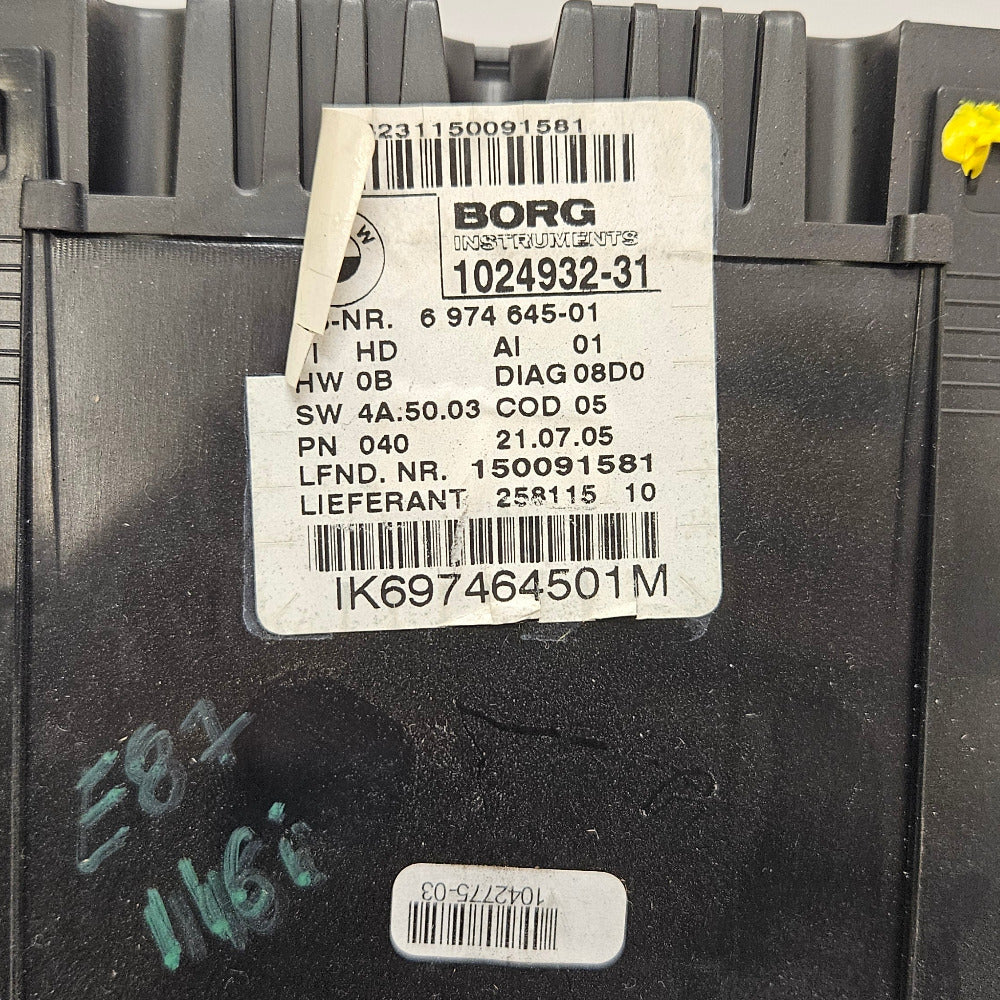 231150091581
W
BORG
INSTRUMENTS
1024932-31
-NR. 6 974 645-01
HD AI 01
HW 0B DIAG 08D0
SW 4A.50.03 COD 05
PN 040 21.07.05
LFND. NR. 150091581
LIEFERANT 258115 10
IK697464501M
E87
1042775-03